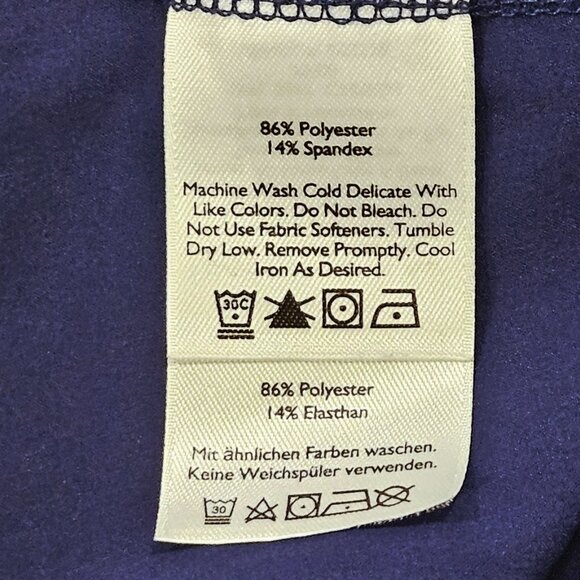 86% Polyester
14% Spandex
Machine Wash Cold Delicate With
Like Colors. Do Not Bleach. Do
Not Use Fabric Softeners. Tumble
Dry Low. Remove Promptly. Cool
Iron As Desired.
30C
86% Polyester
14% Elasthan
Mit ähnlichen Farben waschen.
Keine Weichspüler verwenden.
30